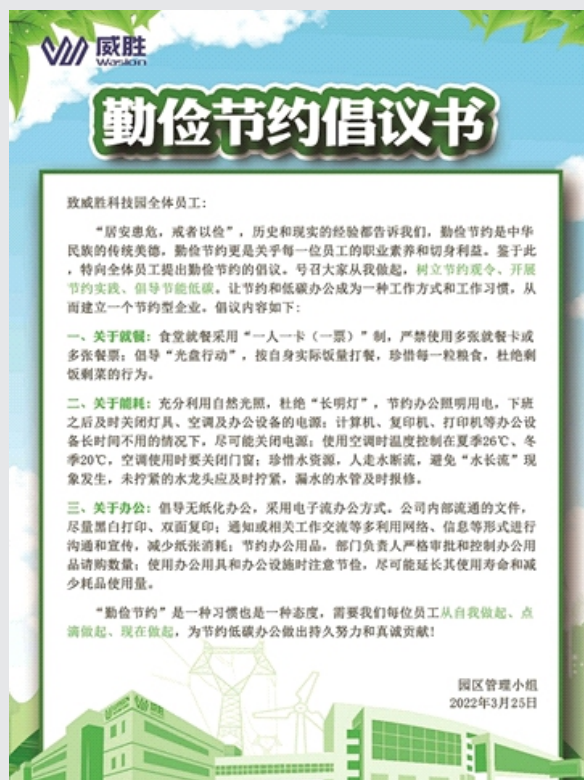 威胜
Wasion
勤俭节约倡议书
致威胜科技园全体员工：
“居安思危，戒奢以俭”，历史和现实的经验都告诉我们，勤俭节约是中华
民族的传统美德，勤俭节约更是关乎每一位员工的职业素养和切身利益。鉴于此
，特向全体员工提出勤俭节约的倡议。号召大家从我做起，树立节约观令、开展
节约实践、倡导节能低碳。让节约和低碳办公成为一种工作方式和工作习惯，从
而建立一个节约型企业。倡议内容如下：
一、关于就餐：食堂就餐采用“一人一卡（一票）”制，严禁使用多张就餐卡或
多张餐票；倡导“光盘行动”，按自身实际饭量打餐，珍惜每一粒粮食，杜绝剩
饭剩菜的行为。
二、关于能耗：充分利用自然光照，杜绝“长明灯”，节约办公照明用电，下班
之后及时关闭灯具、空调及办公设备的电源；计算机、复印机、打印机等办公设
备长时间不用的情况下，尽可能关闭电源；使用空调时温度控制在夏季26℃、冬
季20℃，空调使用时要关闭门窗；珍惜水资源，人走水断流，避免“水长流”现
象发生，未拧紧的水龙头应及时拧紧，漏水的水管及时报修。
三、关于办公：倡导无纸化办公，采用电子流办公方式。公司内部流通的文件，
尽量黑白打印、双面复印；通知或相关工作交流等多利用网络、信息等形式进行
沟通和宣传，减少纸张消耗；节约办公用品，部门负责人严格审批和控制办公用
品请购数量；使用办公用具和办公设施时注意节俭，尽可能延长其使用寿命和减
少耗品使用量。
“勤俭节约”是一种习惯也是一种态度，需要我们每位员工从自我做起、点
滴做起、现在做起，为节约低碳办公做出持久努力和真诚贡献！
园区管理小组
2022年3月25日
威胜